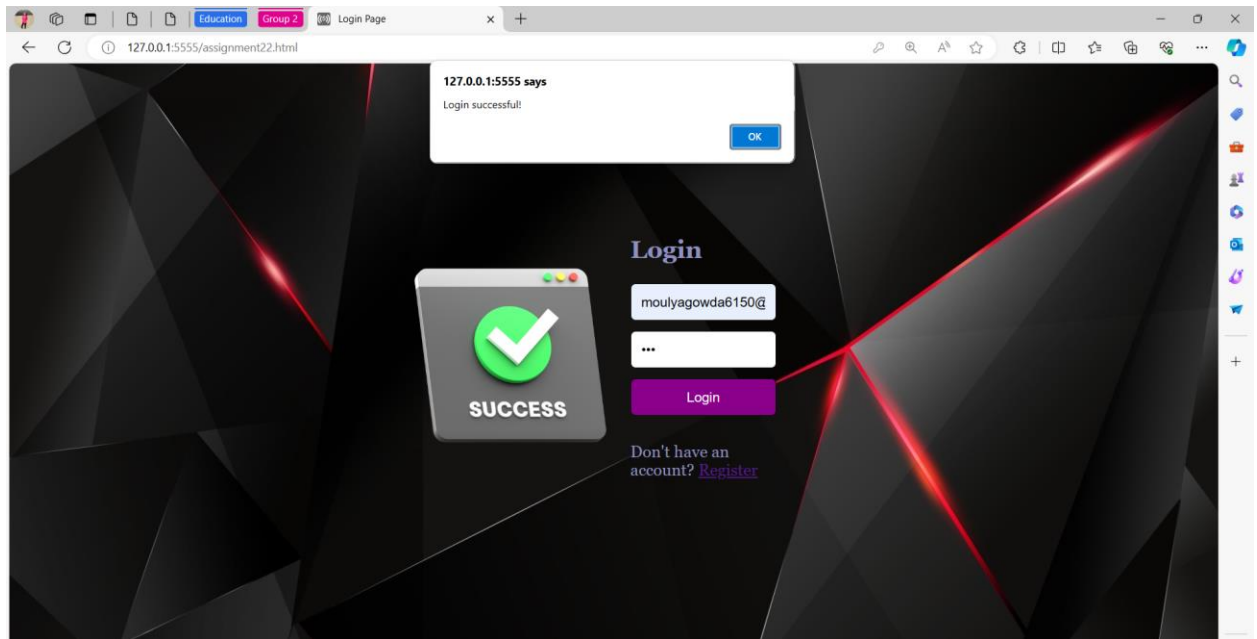 Education
Group 2
Login Page
127.0.0.1:5555/assignment22.html
127.0.0.1:5555 says
Login successful!
OK
Login
moulyagowda6150@
SUCCESS
Login
Don't have an
account? Register